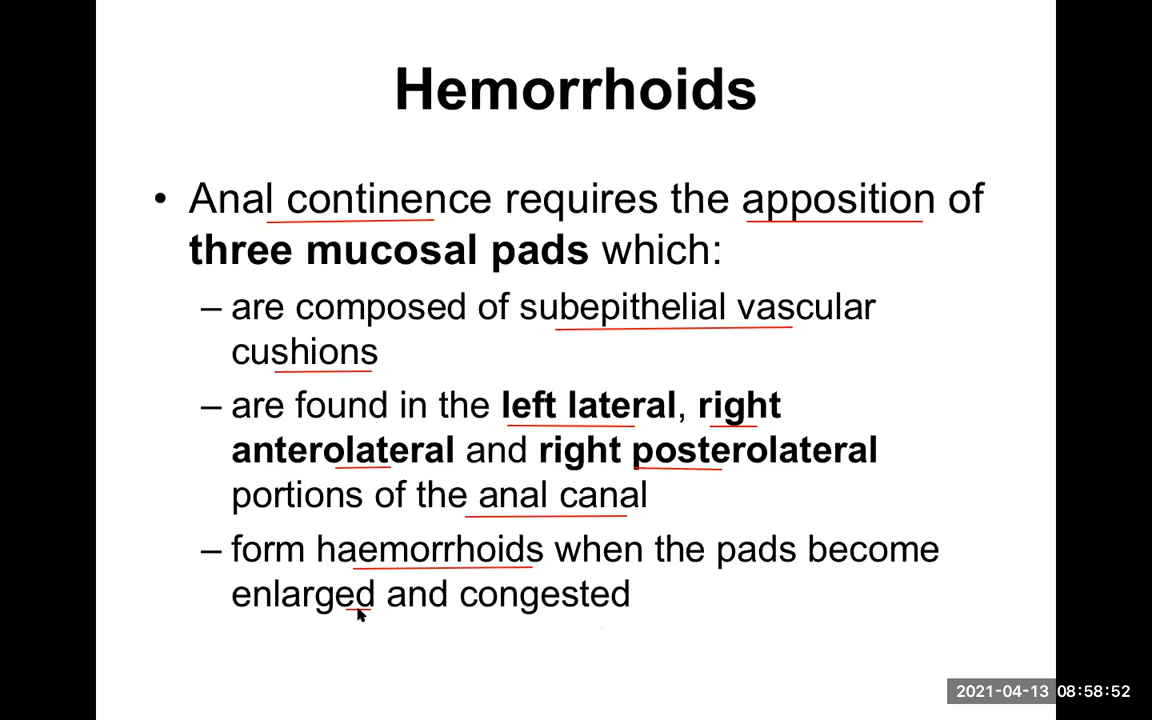 Hemorrhoids
• Anal continence requires the apposition of
three mucosal pads which:
– are composed of subepithelial vascular
cushions
– are found in the left lateral, right
anterolateral and right posterolateral
portions of the anal canal
– form haemorrhoids when the pads become
enlarged and congested
2021-04-13 08:58:52